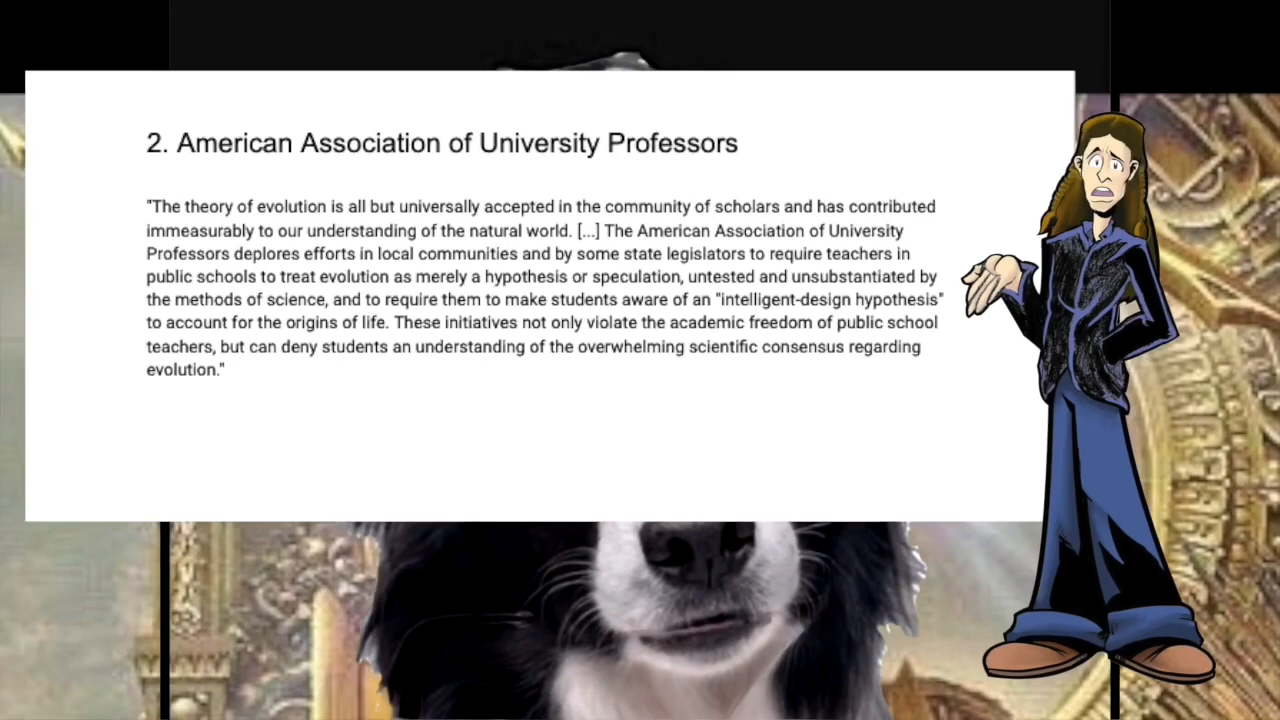 2. American Association of University Professors
"The theory of evolution is all but universally accepted in the community of scholars and has contributed
immeasurably to our understanding of the natural world. [...] The American Association of University
Professors deplores efforts in local communities and by some state legislators to require teachers in
public schools to treat evolution as merely a hypothesis or speculation, untested and unsubstantiated by
the methods of science, and to require them to make students aware of an "intelligent-design hypothesis"
to account for the origins of life. These initiatives not only violate the academic freedom of public school
teachers, but can deny students an understanding of the overwhelming scientific consensus regarding
evolution."